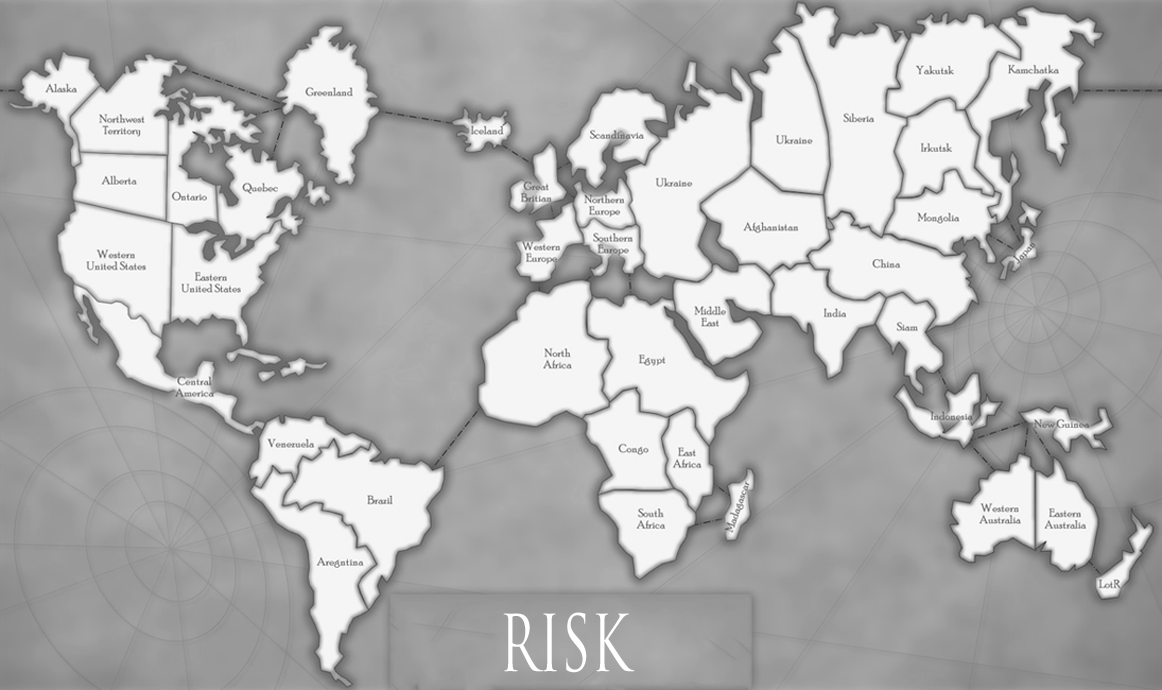 Alaska
Northwest
Territory
Greenland
Alberta
Ontario
Quebec
Western
United States
Eastern
United States
Central
America
Venezuela
Brazil
Aregntina
Iceland
Scandinavia
Great
Britian
Northern
Europe
Western
Europe
Southern
Europe
Ukraine
Ukraine
Siberia
Yakutsk
Kamchatka
Irkutsk
Mongolia
Japan
Afghanistan
China
Middle
East
India
Siam
North
Africa
Egypt
Congo
East
Africa
South
Africa
Madagascar
Indonesia
New Guinea
Western
Australia
Eastern
Australia
LotR
RISK